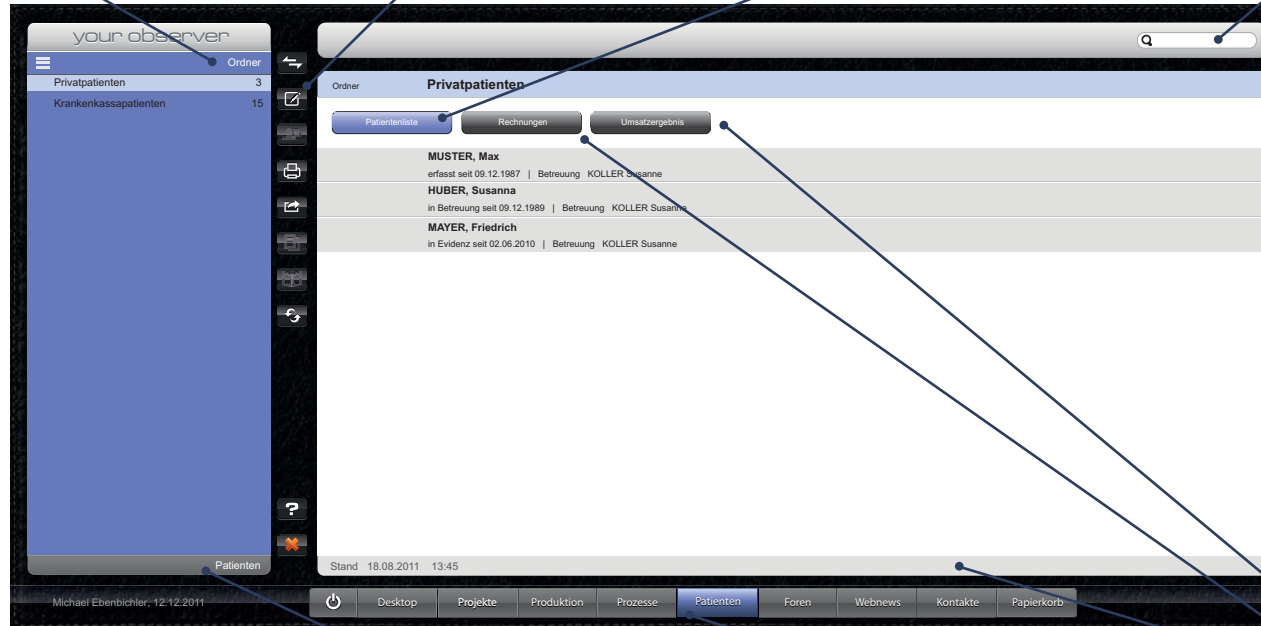 your observer
Ordner
Privatpatienten 3
Krankenkassapatienten 15
Ordner Privatpatienten
Patientenliste Rechnungen Umsatzergebnis
MUSTER, Max
erfasst seit 09.12.1987 | Betreuung KOLLER Susanne
HUBER, Susanna
in Betreuung seit 09.12.1989 | Betreuung KOLLER Susanne
MAYER, Friedrich
in Evidenz seit 02.06.2010 | Betreuung KOLLER Susanne
?
Patienten
Stand 18.08.2011 13:45
Michael Ebenbichler, 12.12.2011
Desktop Projekte Produktion Prozesse Patienten Foren Webnews Kontakte Papierkorb